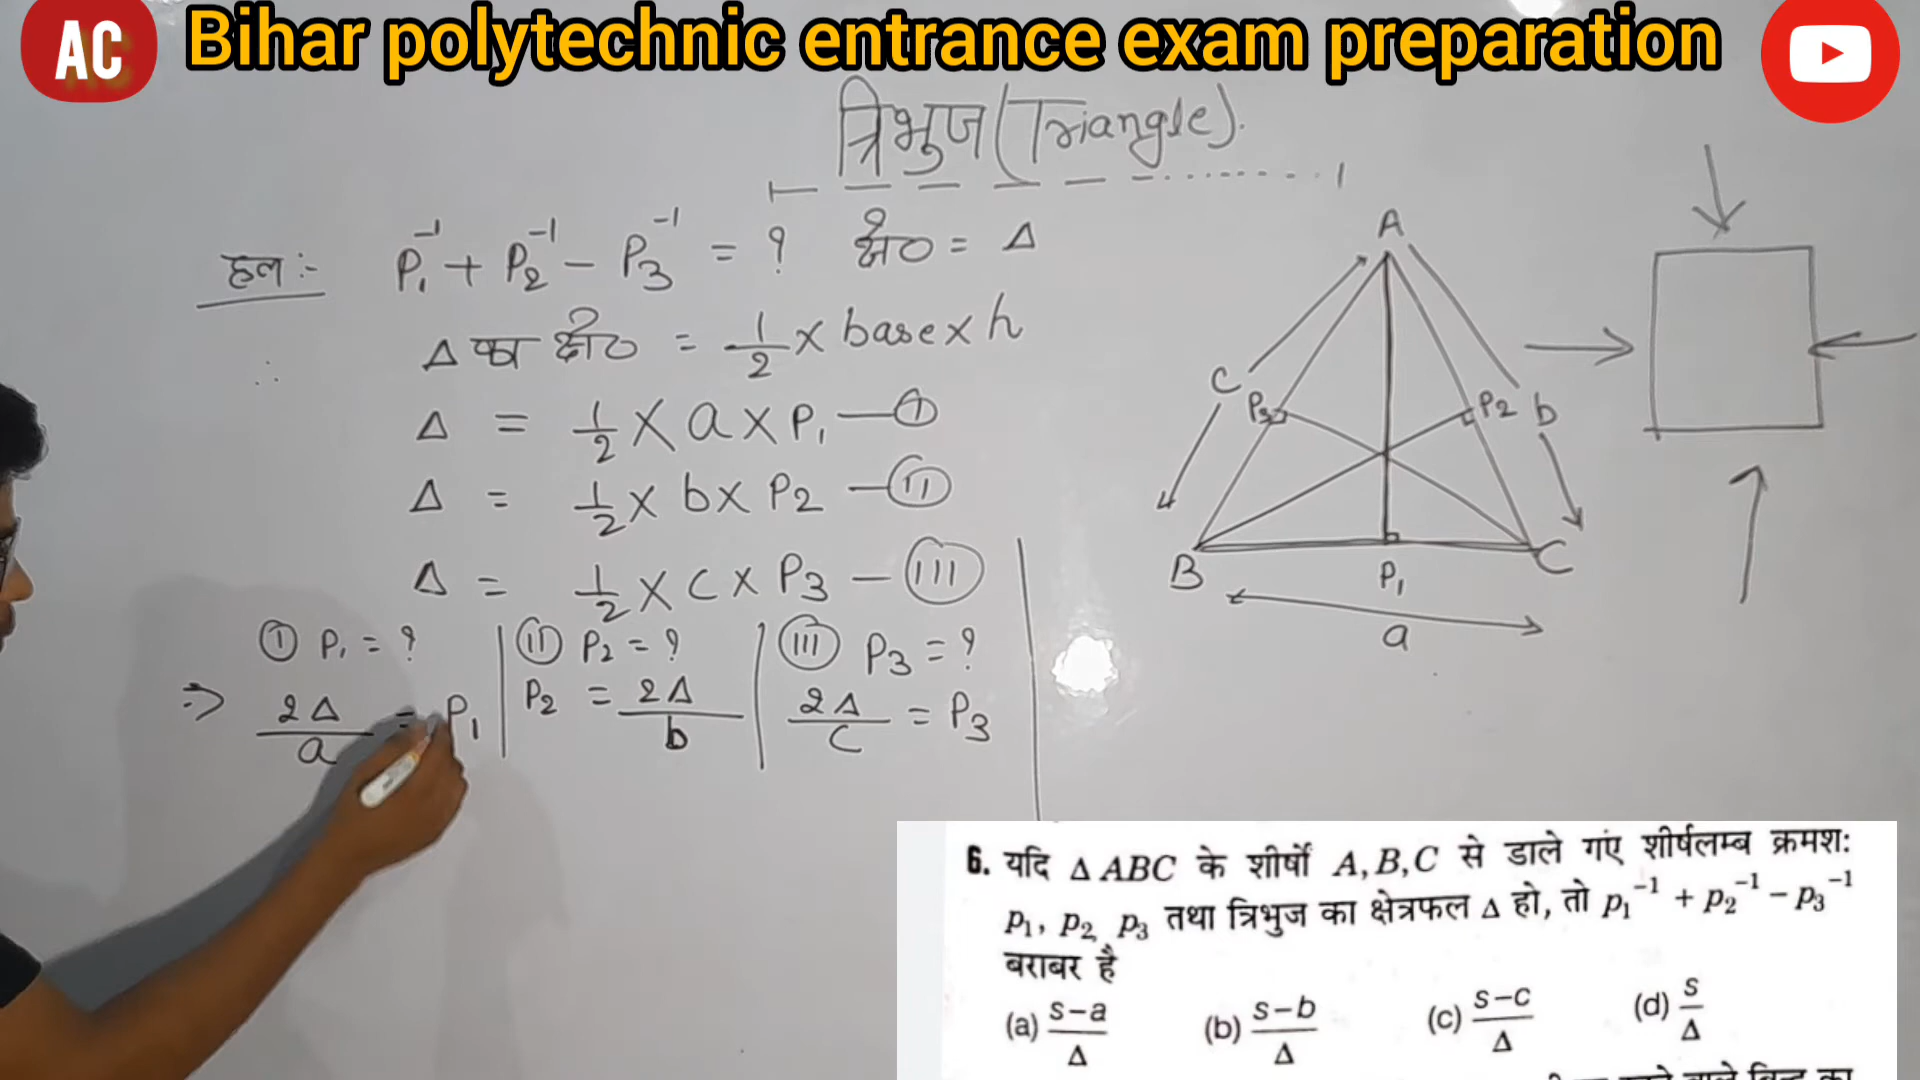 AC Bihar polytechnic entrance exam preparation
त्रिभुज (Triangle).
हल :- P₁⁻¹ + P₂⁻¹ - P₃⁻¹ = ? क्षे० = Δ
∴ Δ का क्षे० = 1/2 × base × h
Δ = 1/2 × a × P₁ — (I)
Δ = 1/2 × b × P₂ — (II)
Δ = 1/2 × C × P₃ — (III)
(I) P₁ = ? | (II) P₂ = ? | (III) P₃ = ?
⇒ 2Δ/a = P₁ | P₂ = 2Δ/b | 2Δ/C = P₃
A
C P₃ P₂ b
B P₁ C
a
6. यदि Δ ABC के शीर्षों A, B, C से डाले गएं शीर्षलम्ब क्रमश:
p₁, p₂, p₃ तथा त्रिभुज का क्षेत्रफल Δ हो, तो p₁⁻¹ + p₂⁻¹ - p₃⁻¹
बराबर है
(a) s-a/Δ (b) s-b/Δ (c) s-c/Δ (d) s/Δ